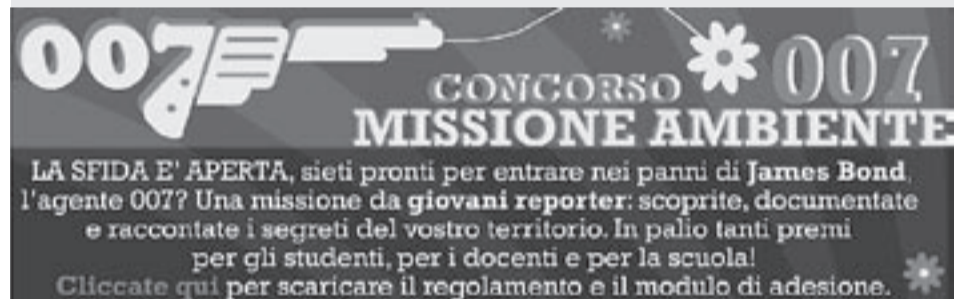 007
CONCORSO 007
MISSIONE AMBIENTE
LA SFIDA E' APERTA, sieti pronti per entrare nei panni di James Bond,
l'agente 007? Una missione da giovani reporter: scoprite, documentate
e raccontate i segreti del vostro territorio. In palio tanti premi
per gli studenti, per i docenti e per la scuola!
Cliccate qui per scaricare il regolamento e il modulo di adesione.